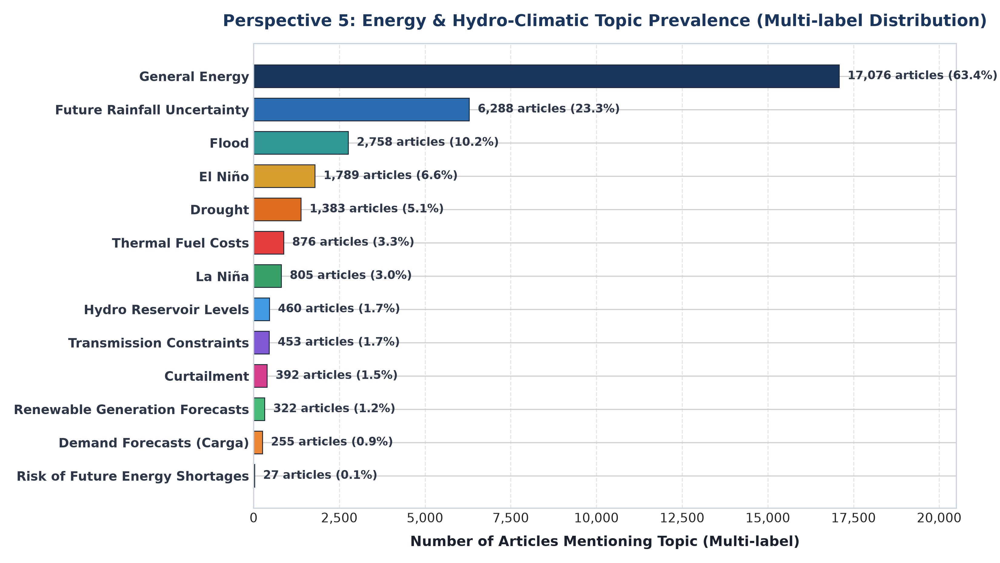 Perspective 5: Energy & Hydro-Climatic Topic Prevalence (Multi-label Distribution)
General Energy 17,076 articles (63.4%)
Future Rainfall Uncertainty 6,288 articles (23.3%)
Flood 2,758 articles (10.2%)
El Niño 1,789 articles (6.6%)
Drought 1,383 articles (5.1%)
Thermal Fuel Costs 876 articles (3.3%)
La Niña 805 articles (3.0%)
Hydro Reservoir Levels 460 articles (1.7%)
Transmission Constraints 453 articles (1.7%)
Curtailment 392 articles (1.5%)
Renewable Generation Forecasts 322 articles (1.2%)
Demand Forecasts (Carga) 255 articles (0.9%)
Risk of Future Energy Shortages 27 articles (0.1%)
0 2,500 5,000 7,500 10,000 12,500 15,000 17,500 20,000
Number of Articles Mentioning Topic (Multi-label)